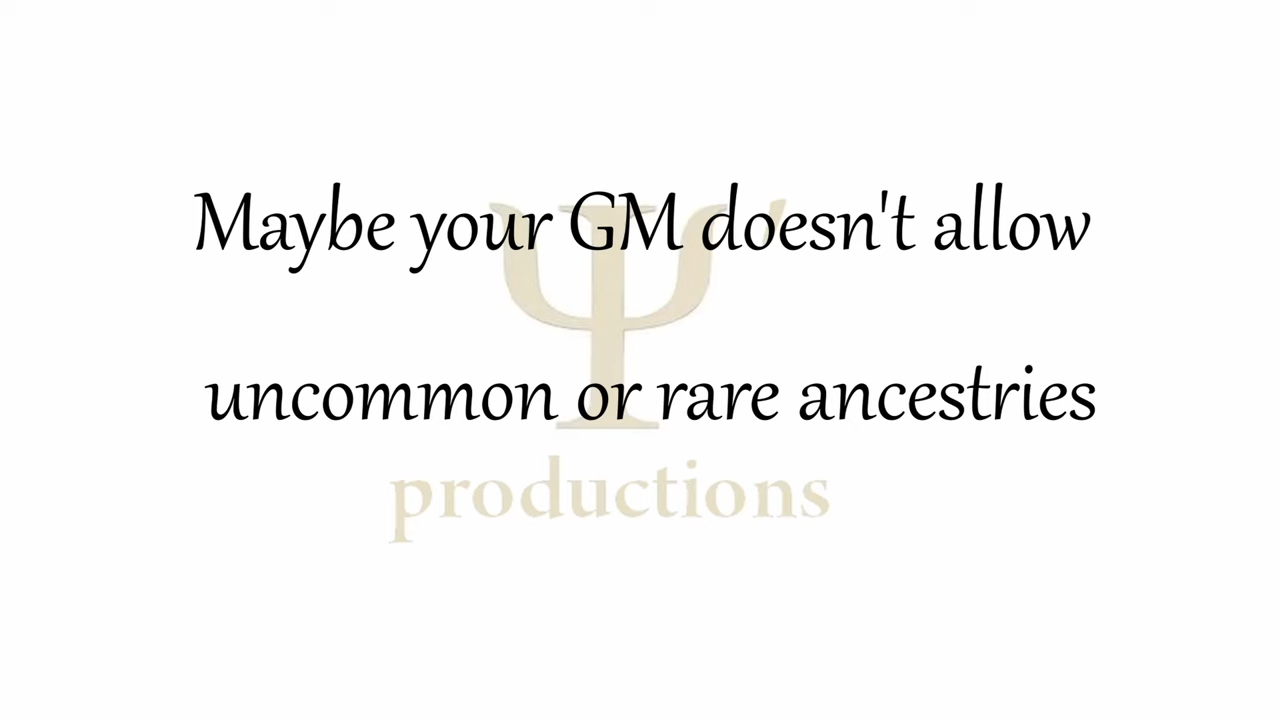 Maybe your GM doesn't allow
uncommon or rare ancestries
Ψ'
productions